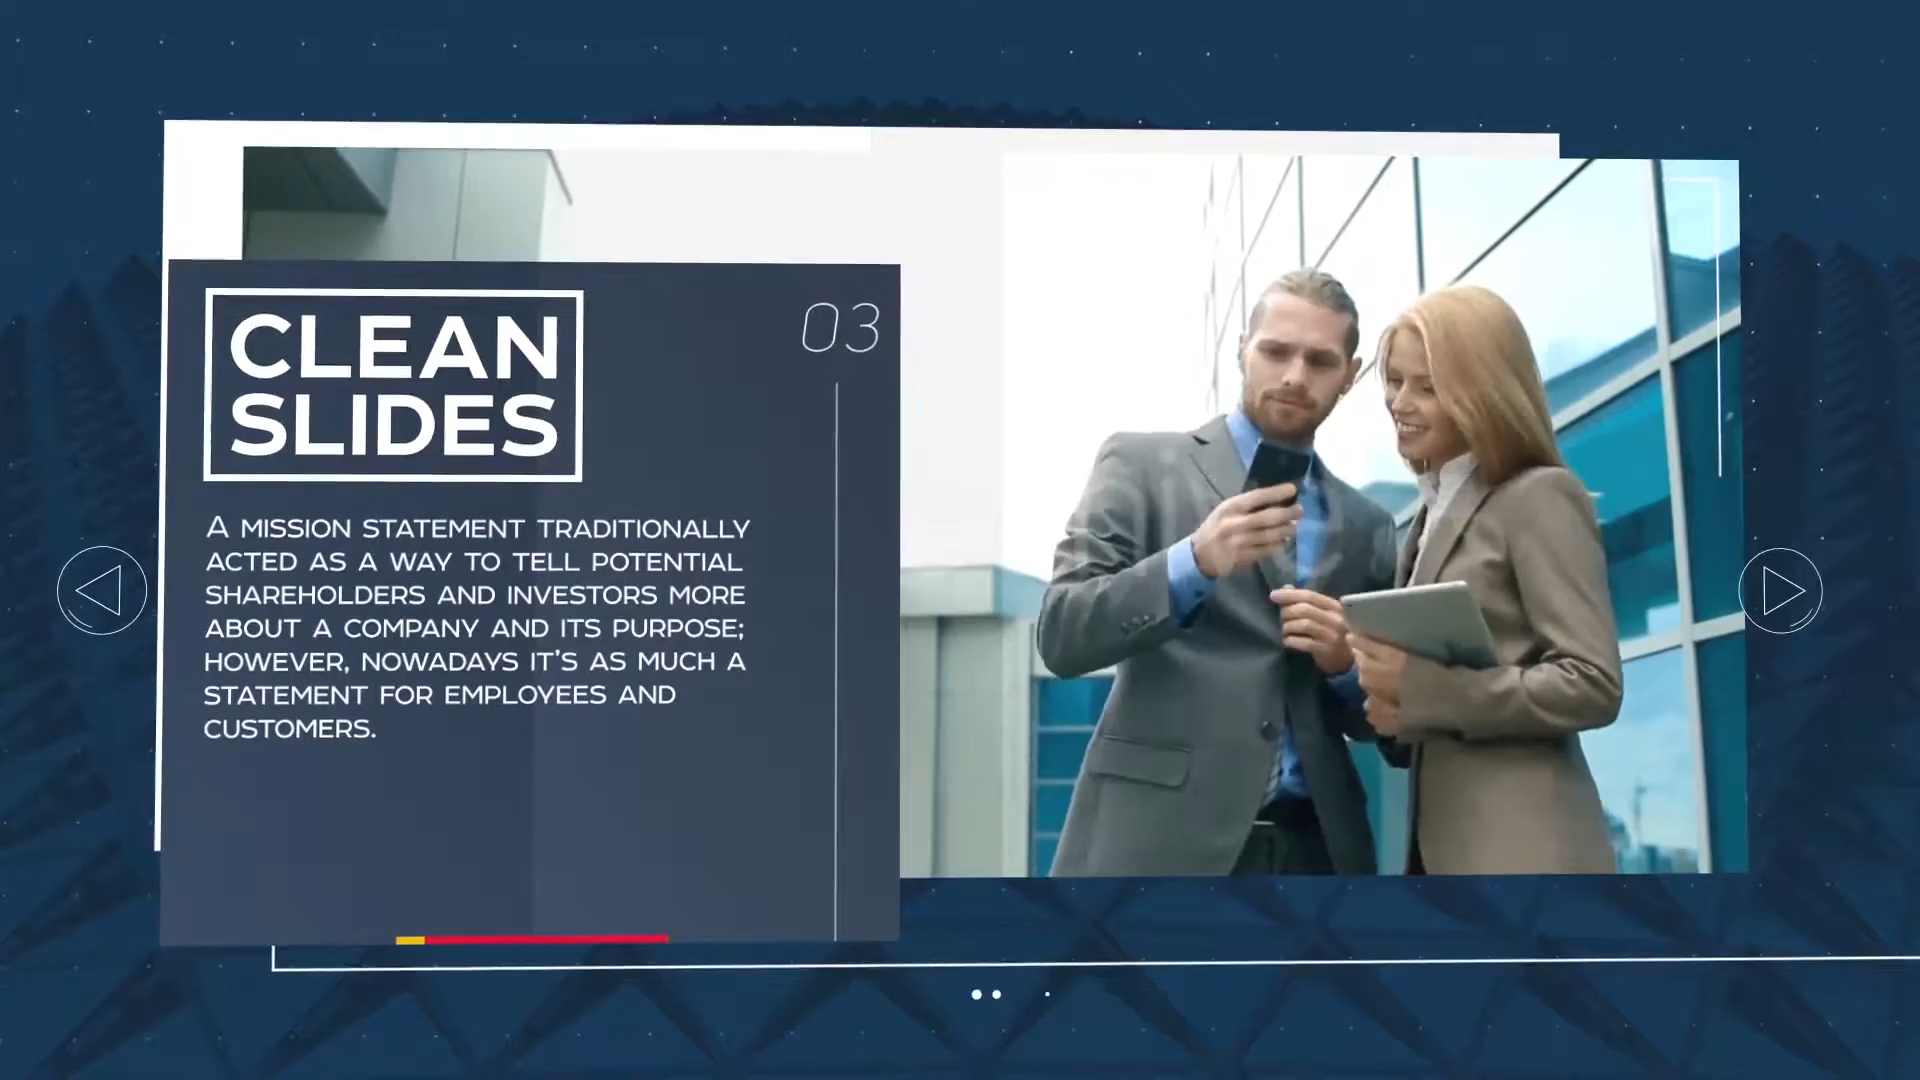 CLEAN
SLIDES
03
A MISSION STATEMENT TRADITIONALLY
ACTED AS A WAY TO TELL POTENTIAL
SHAREHOLDERS AND INVESTORS MORE
ABOUT A COMPANY AND ITS PURPOSE;
HOWEVER, NOWADAYS IT'S AS MUCH A
STATEMENT FOR EMPLOYEES AND
CUSTOMERS.